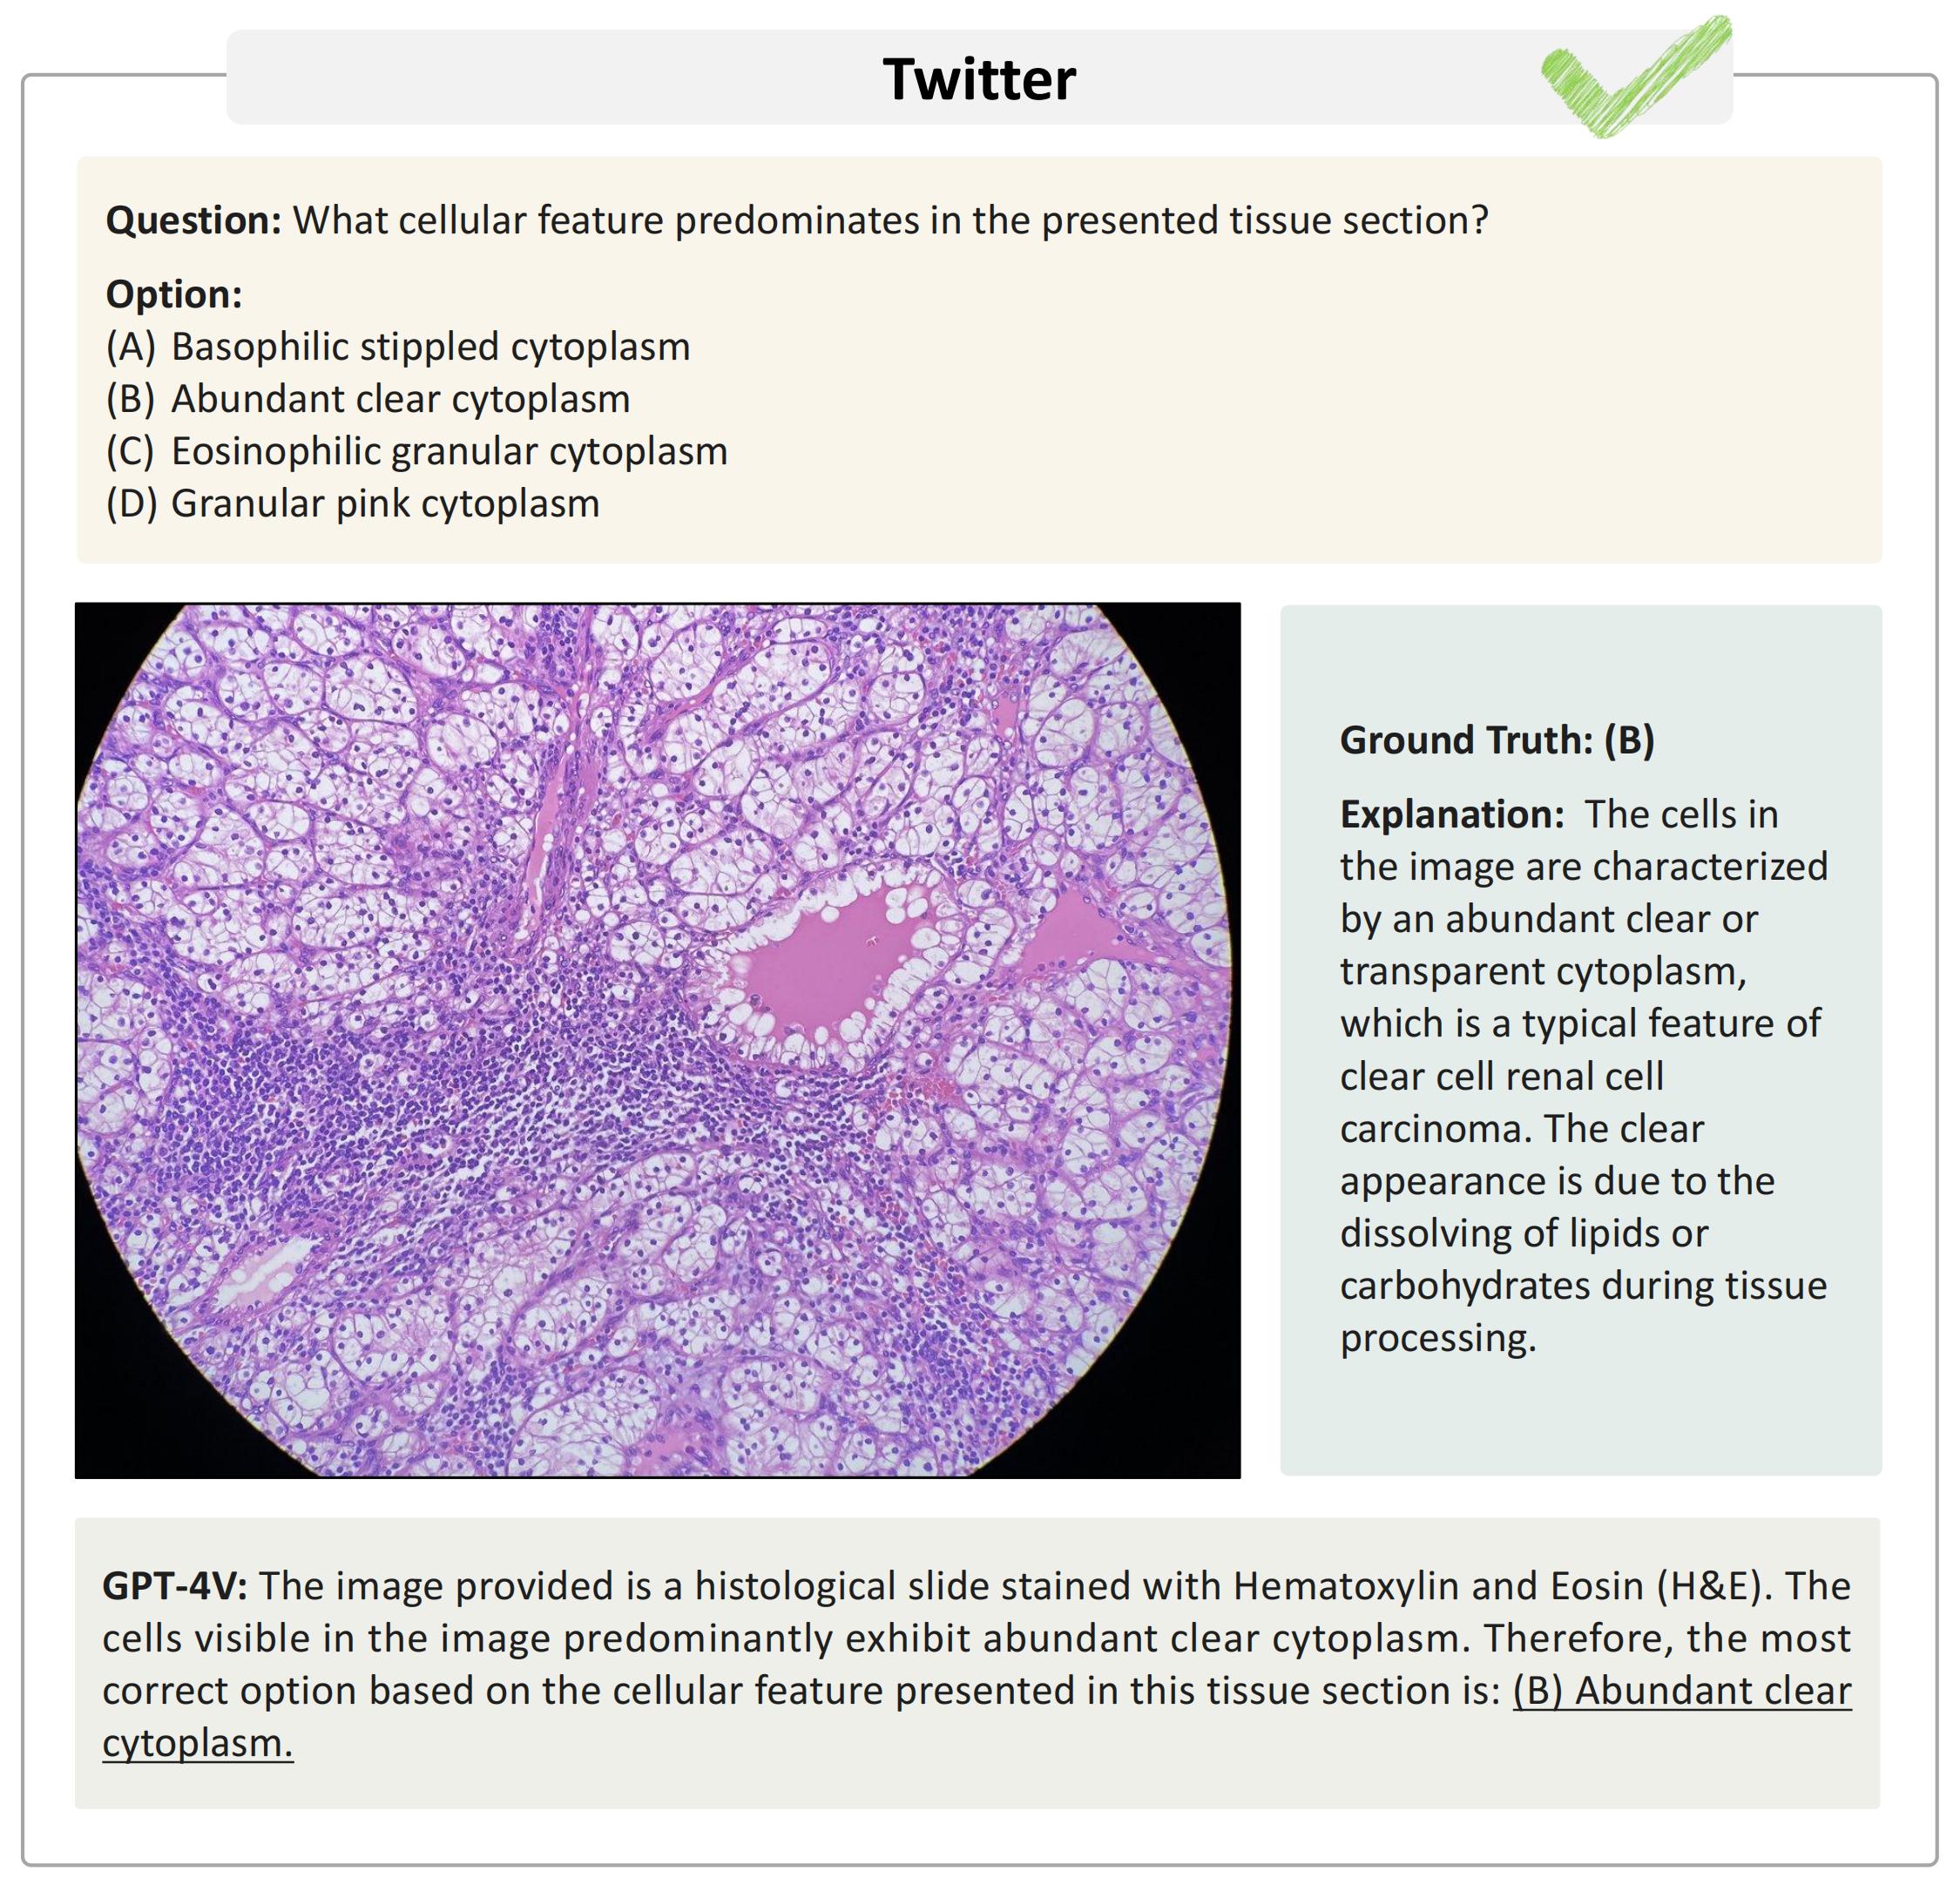 Twitter
Question: What cellular feature predominates in the presented tissue section?
Option:
(A) Basophilic stippled cytoplasm
(B) Abundant clear cytoplasm
(C) Eosinophilic granular cytoplasm
(D) Granular pink cytoplasm
Ground Truth: (B)
Explanation: The cells in
the image are characterized
by an abundant clear or
transparent cytoplasm,
which is a typical feature of
clear cell renal cell
carcinoma. The clear
appearance is due to the
dissolving of lipids or
carbohydrates during tissue
processing.
GPT-4V: The image provided is a histological slide stained with Hematoxylin and Eosin (H&E). The
cells visible in the image predominantly exhibit abundant clear cytoplasm. Therefore, the most
correct option based on the cellular feature presented in this tissue section is: (B) Abundant clear
cytoplasm.